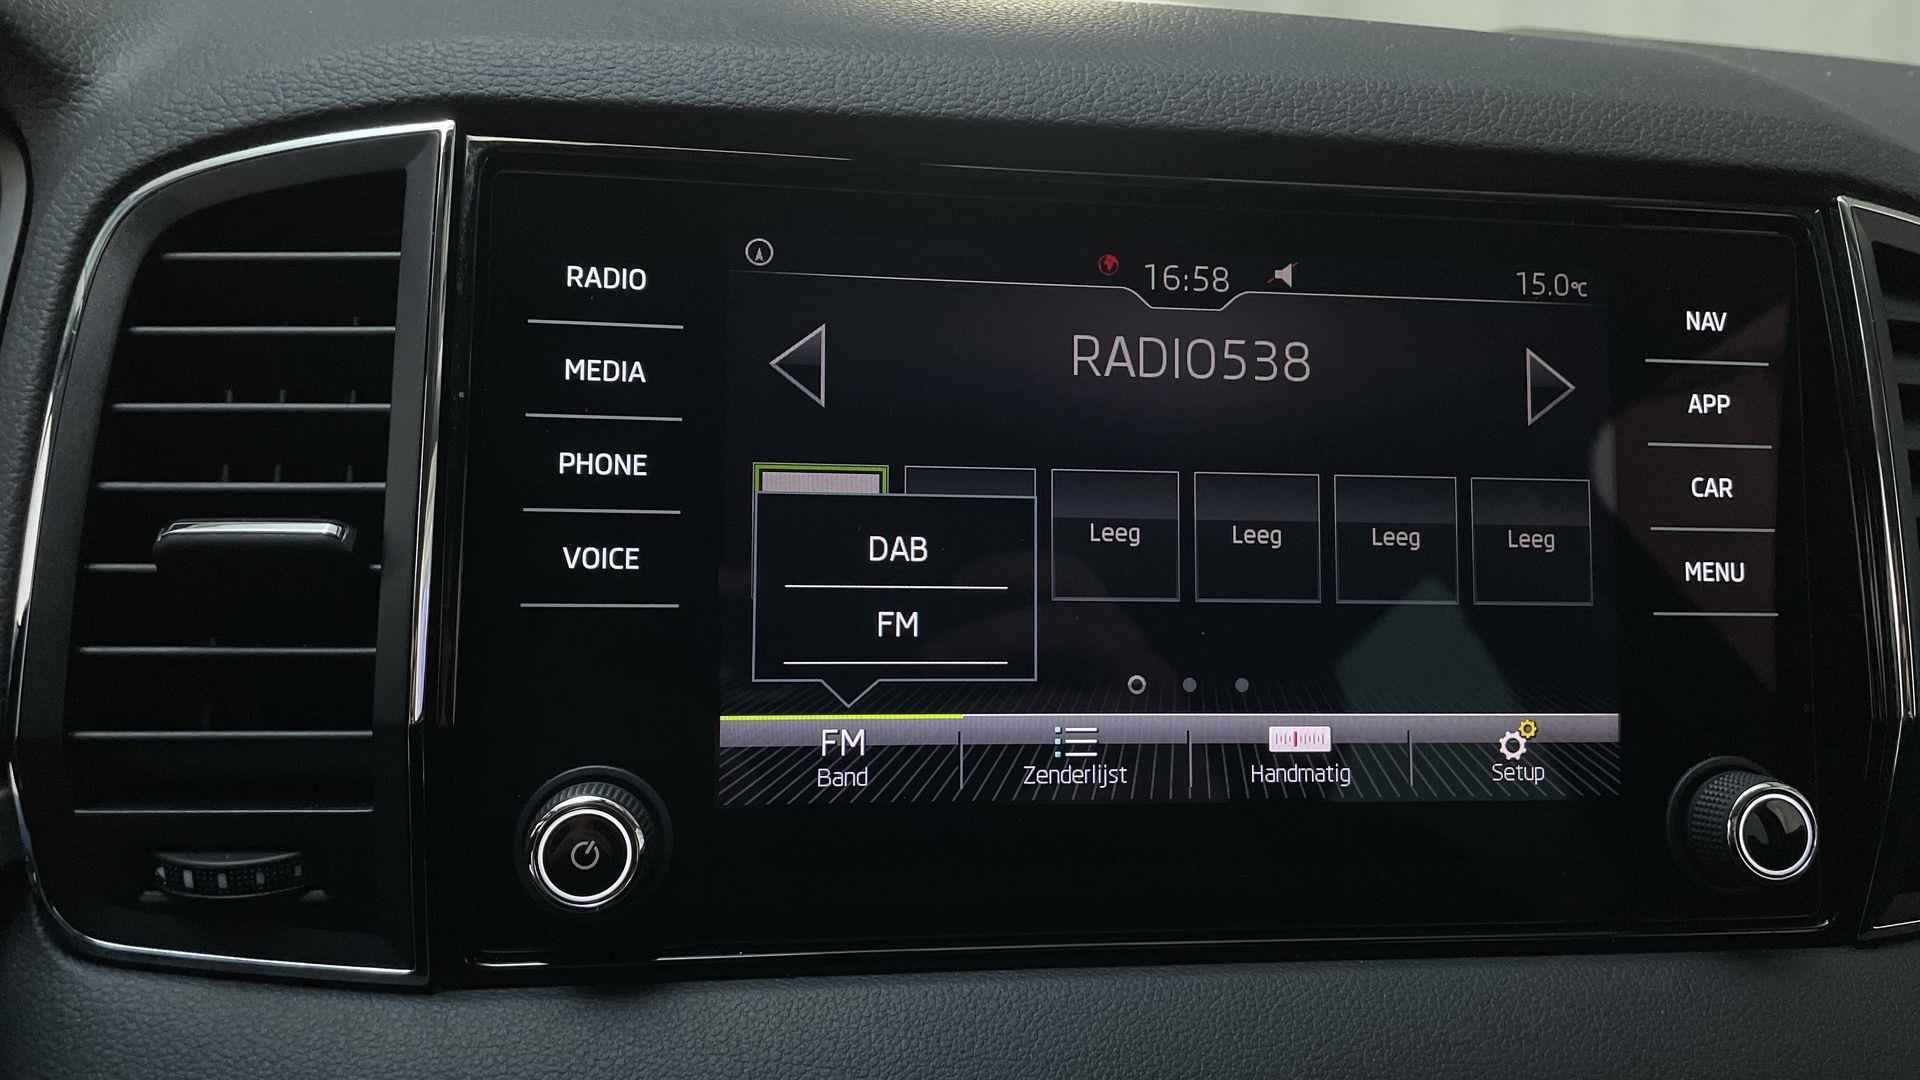 RADIO
MEDIA
PHONE
VOICE
16:58
15.0°C
RADIO538
Leeg
Leeg
Leeg
Leeg
DAB
FM
FM
Band
Zenderlijst
Handmatig
Setup
NAV
APP
CAR
MENU